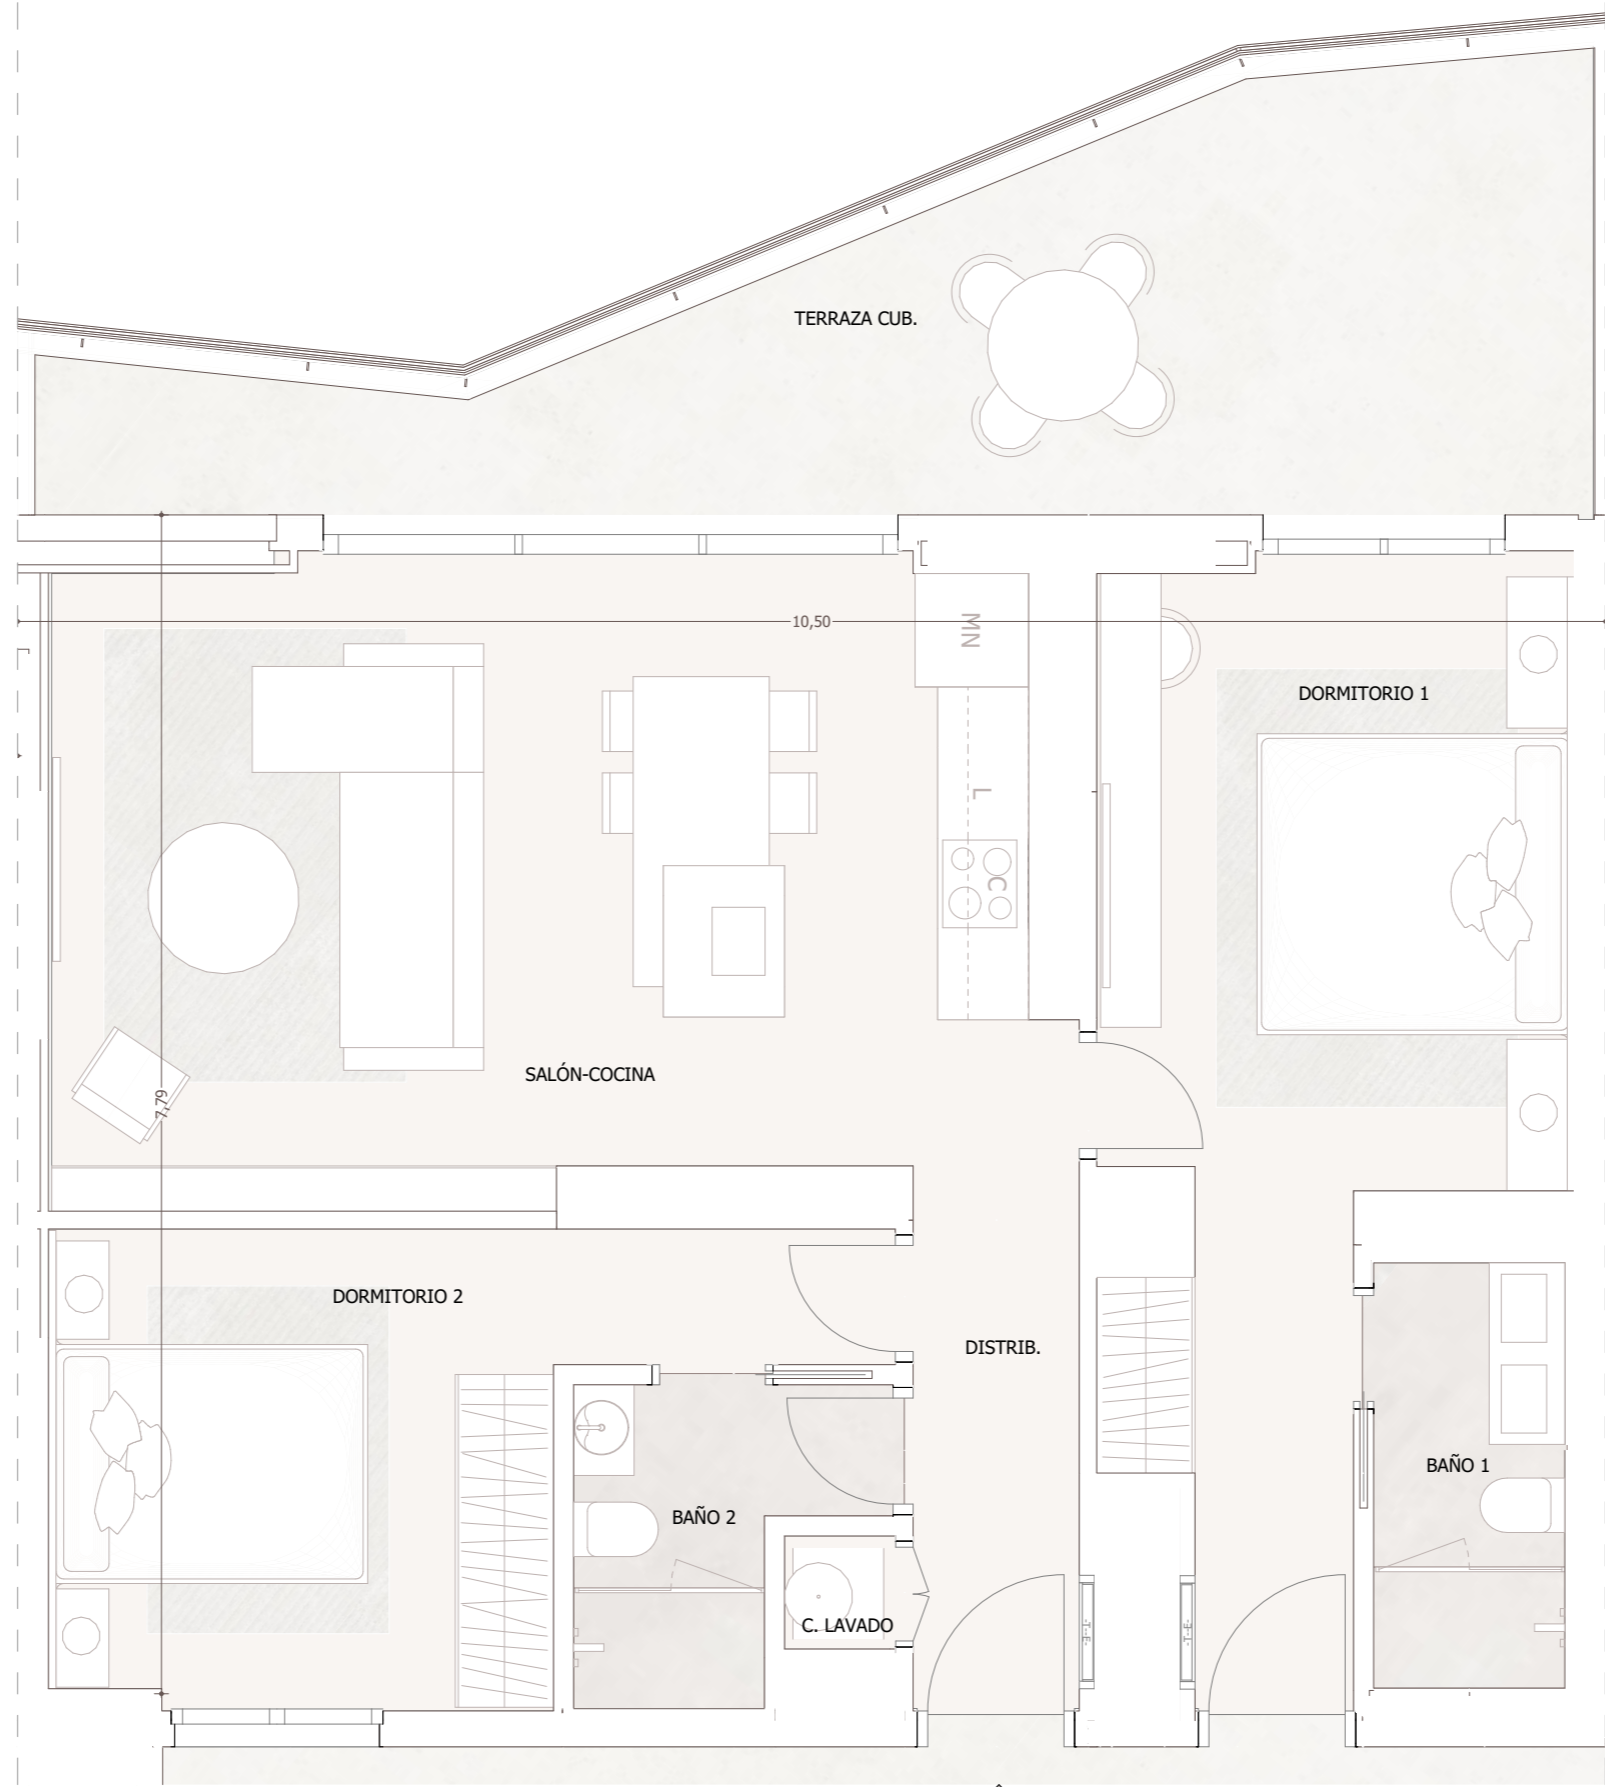 TERRAZA CUB.
10,50
MN
DORMITORIO 1
L
C
SALÓN-COCINA
7,79
DORMITORIO 2
DISTRIB.
BAÑO 1
BAÑO 2
C. LAVADO
-T-E-
-T-E-